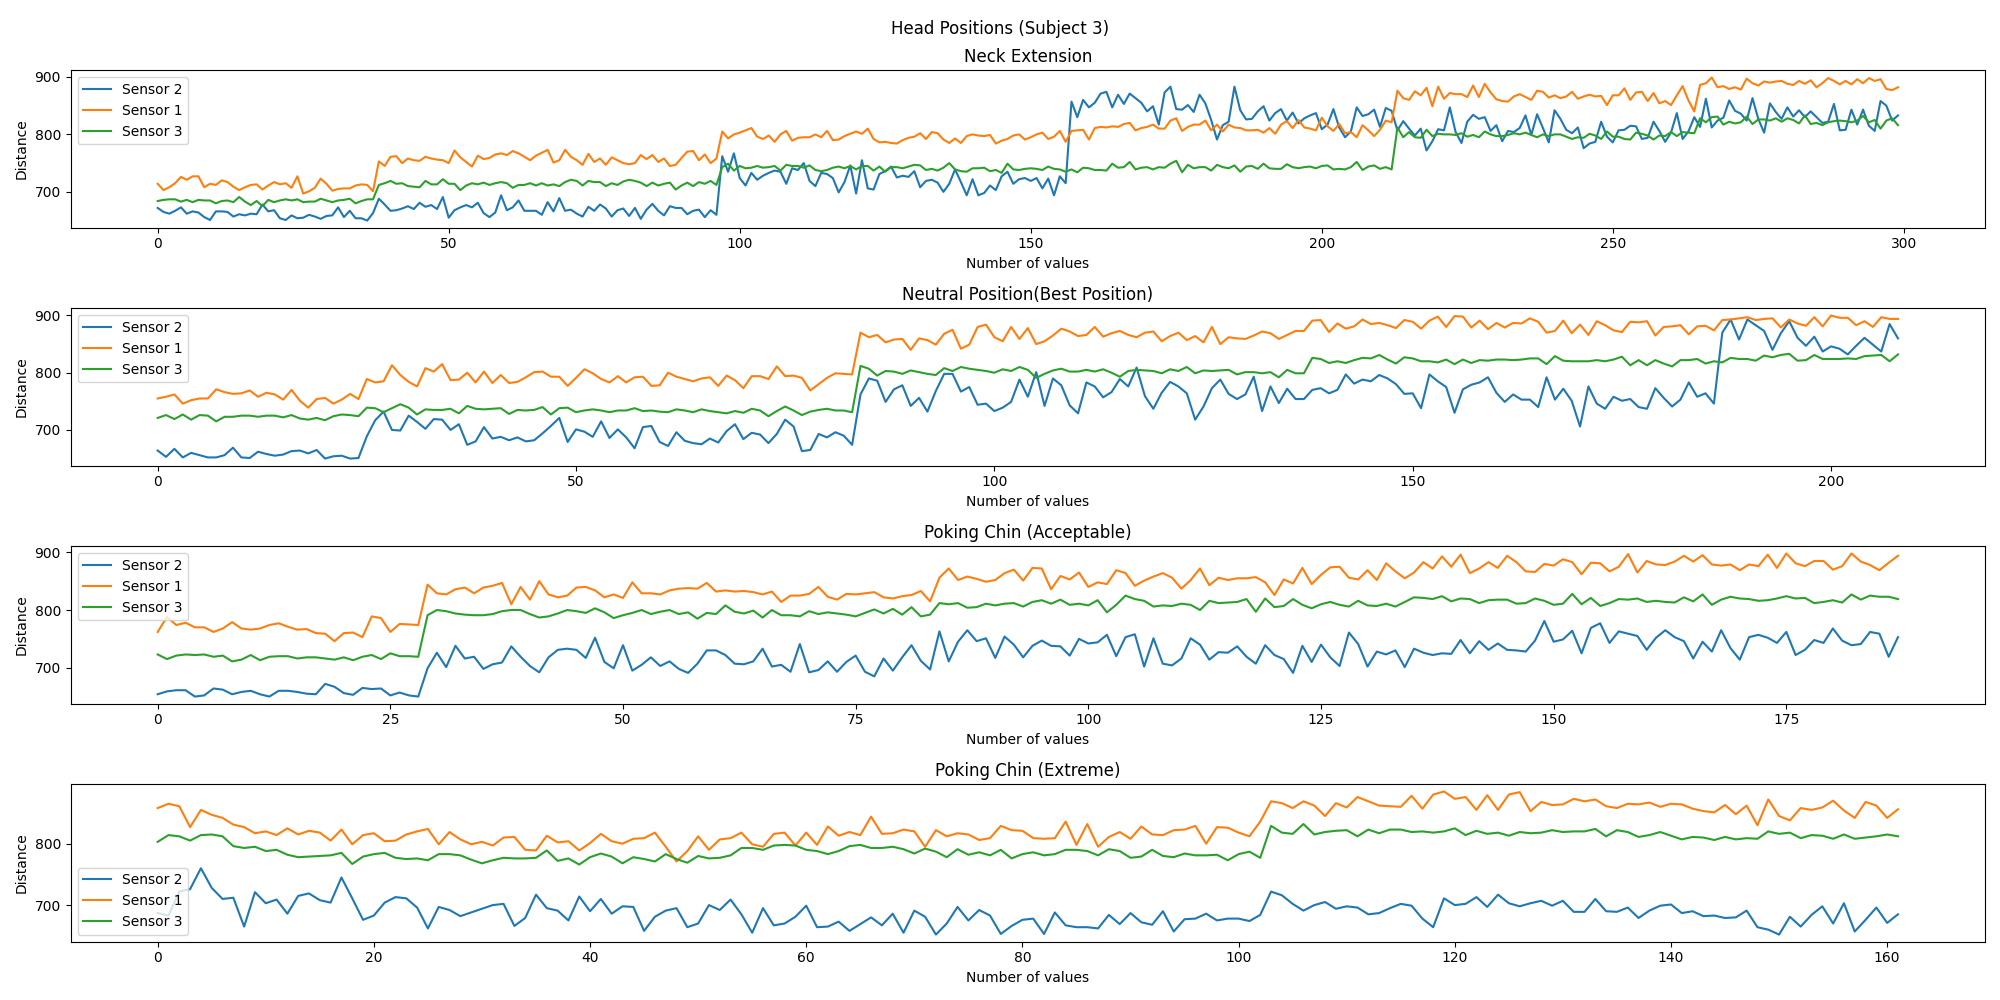 Head Positions (Subject 3)
Neck Extension
900
800
700
Distance
Sensor 2
Sensor 1
Sensor 3
0 50 100 150 200 250 300
Number of values
Neutral Position(Best Position)
900
800
700
Distance
Sensor 2
Sensor 1
Sensor 3
0 50 100 150 200
Number of values
Poking Chin (Acceptable)
900
800
700
Distance
Sensor 2
Sensor 1
Sensor 3
0 25 50 75 100 125 150 175
Number of values
Poking Chin (Extreme)
800
700
Distance
Sensor 2
Sensor 1
Sensor 3
0 20 40 60 80 100 120 140 160
Number of values